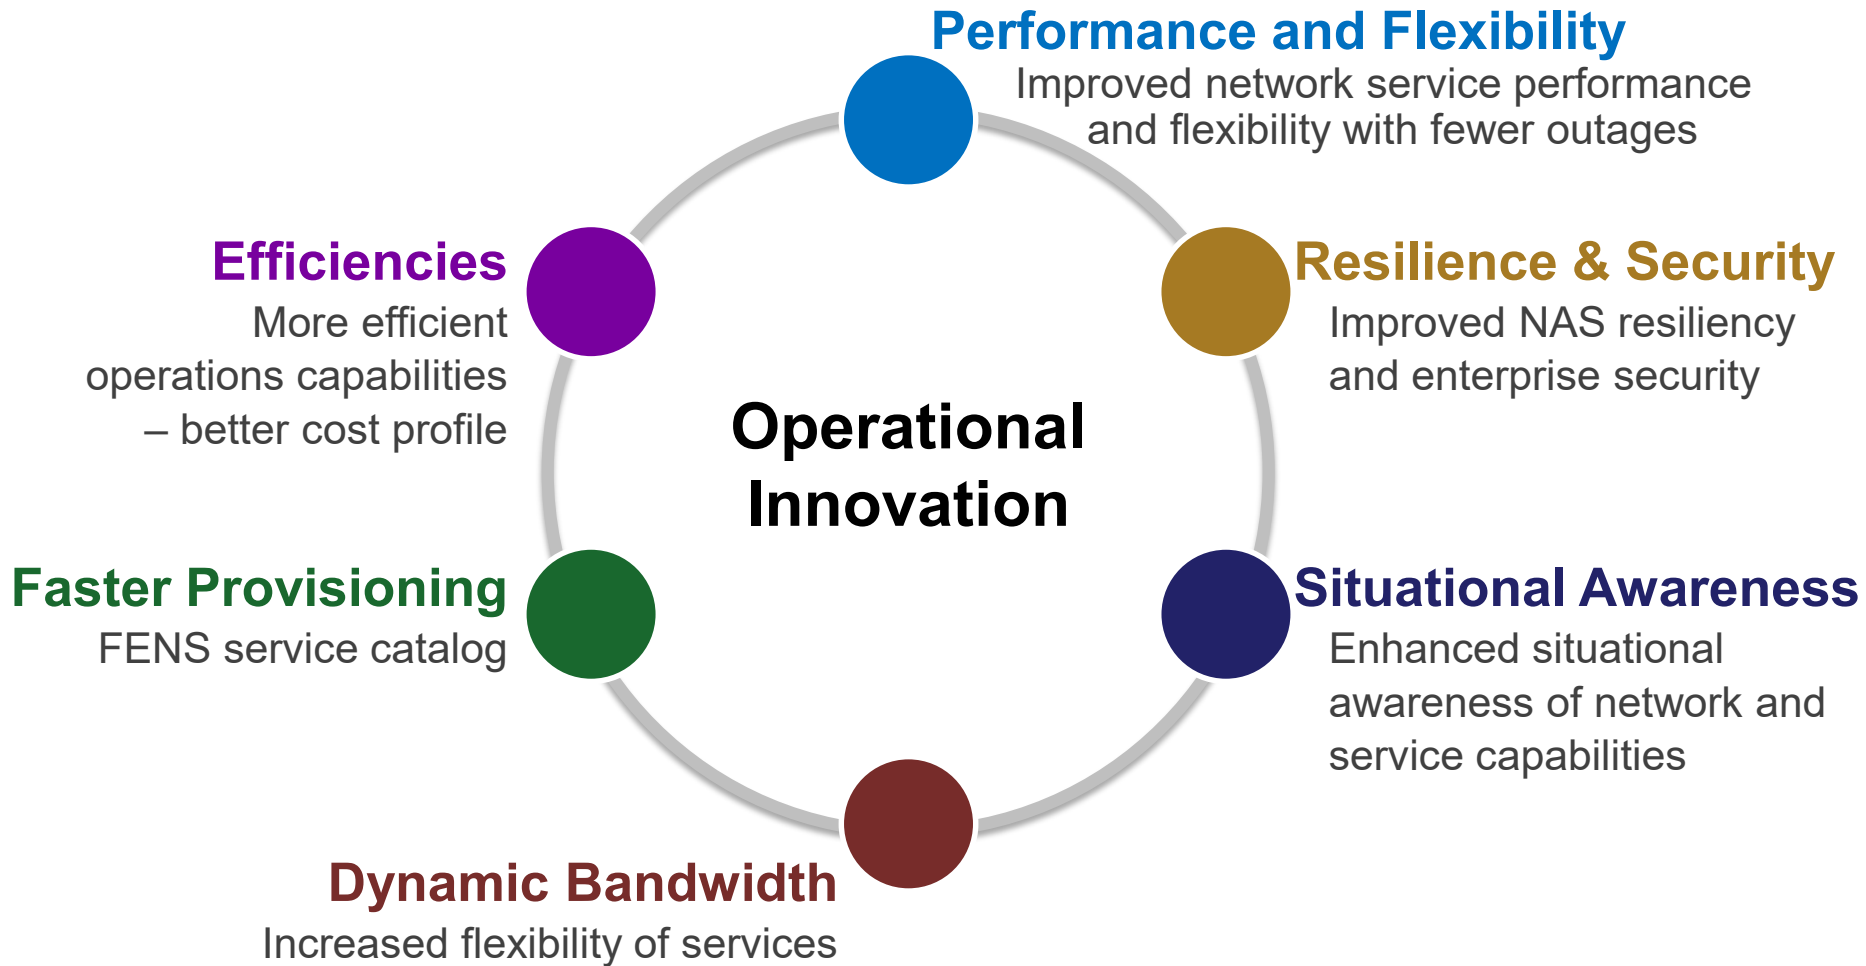 Performance and Flexibility
Improved network service performance
and flexibility with fewer outages
Resilience & Security
Improved NAS resiliency
and enterprise security
Situational Awareness
Enhanced situational
awareness of network and
service capabilities
Dynamic Bandwidth
Increased flexibility of services
Faster Provisioning
FENS service catalog
Efficiencies
More efficient
operations capabilities
– better cost profile
Operational
Innovation